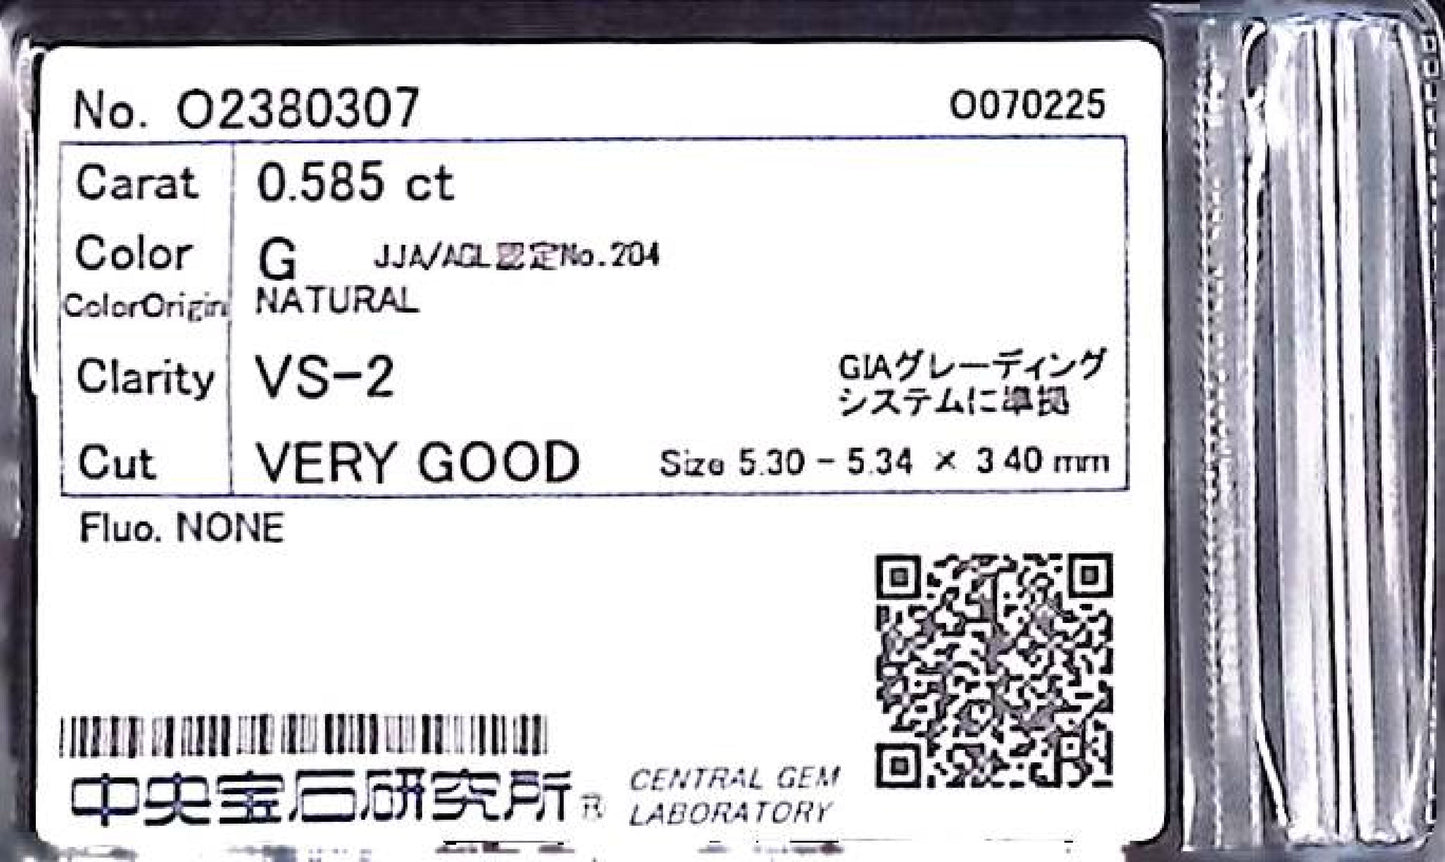 No. O2380307 O070225
Carat 0.585 ct
Color G JJA/AGL認定No.204
ColorOrigin NATURAL
Clarity VS-2 GIAグレーディング
システムに準拠
Cut VERY GOOD Size 5.30 - 5.34 × 3.40 mm
Fluo. NONE
中央宝石研究所® CENTRAL GEM
LABORATORY